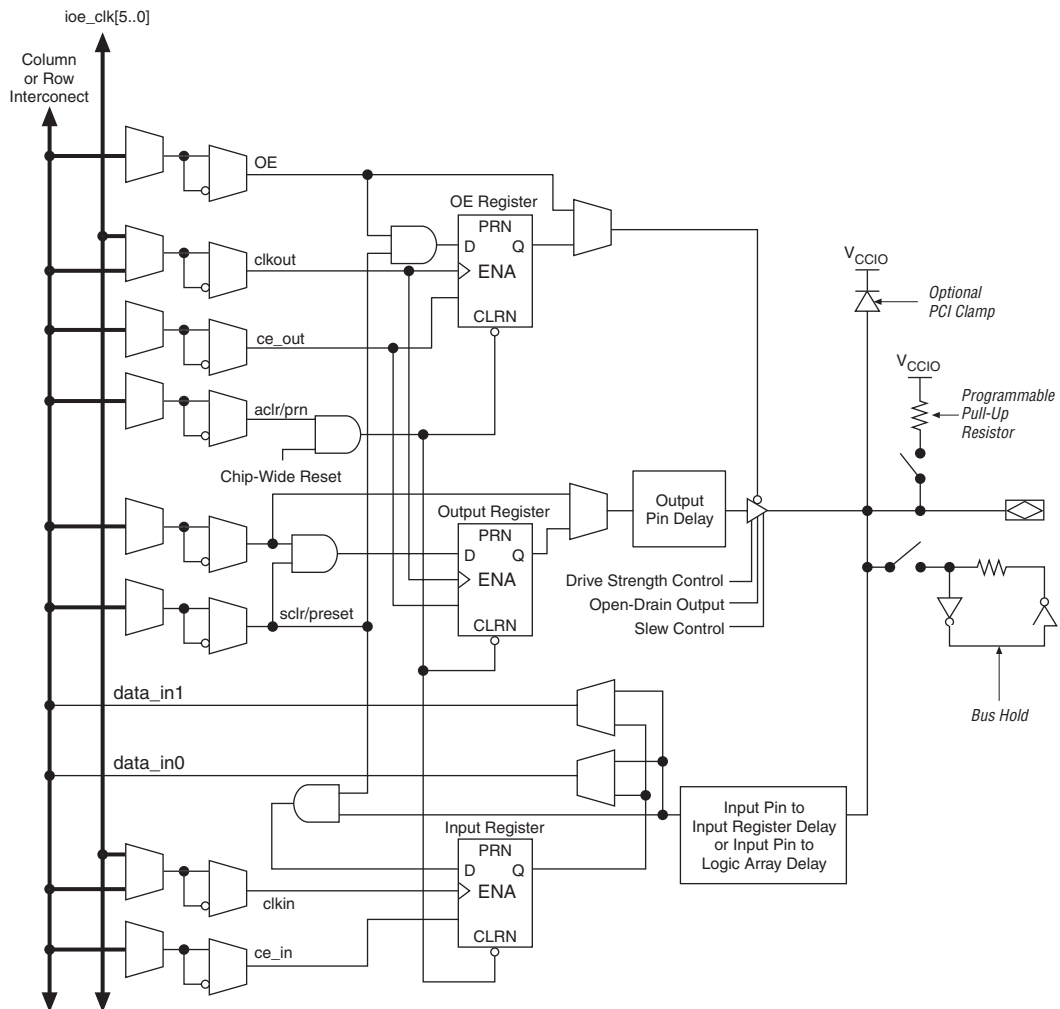 ioe_clk[5..0]
Column
or Row
Interconect
OE
OE Register
PRN
D
Q
clkout
ENA
VCCIO
Optional
PCI Clamp
CLRN
ce_out
VCCIO
Programmable
Pull-Up
Resistor
aclr/prn
Chip-Wide Reset
Output
Pin Delay
Output Register
PRN
D
Q
ENA
Drive Strength Control
Open-Drain Output
sclr/preset
CLRN
Slew Control
data_in1
Bus Hold
data_in0
Input Pin to
Input Register Delay
or Input Pin to
Logic Array Delay
Input Register
PRN
D
Q
ENA
clkin
CLRN
ce_in